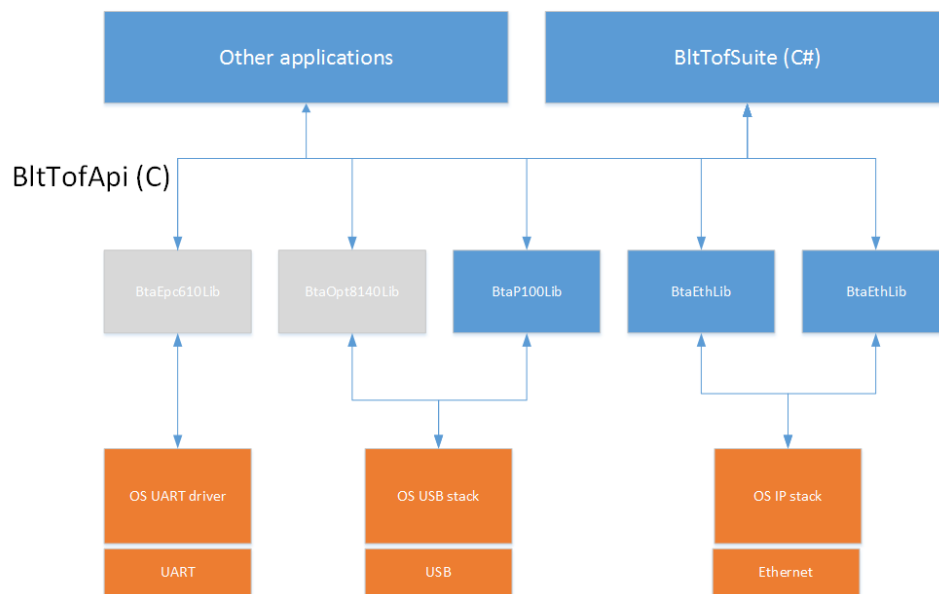 Other applications
BltTofSuite (C#)
BltTofApi (C)
BtaEpc610Lib
BtaOpt8140Lib
BtaP100Lib
BtaEthLib
BtaEthLib
OS UART driver
OS USB stack
OS IP stack
UART
USB
Ethernet